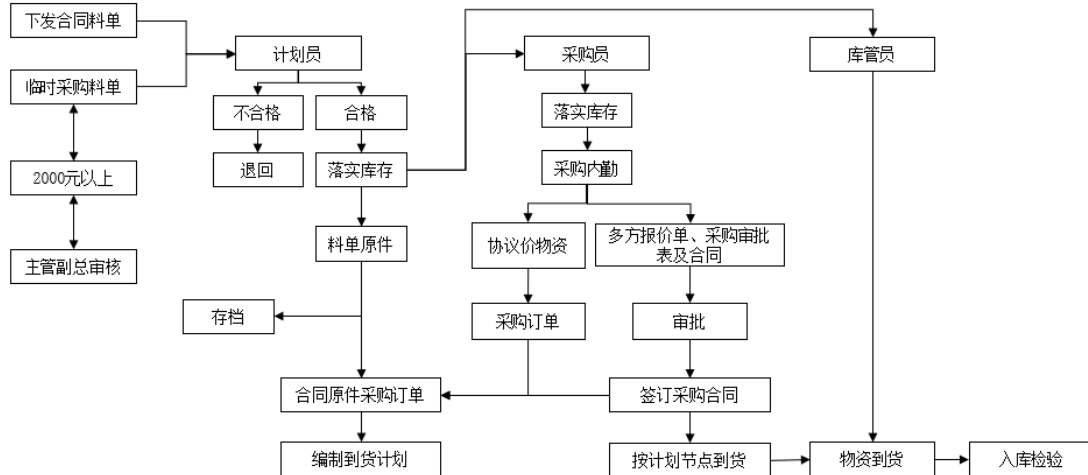 下发合同料单
计划员
采购员
库管员
临时采购料单
不合格
合格
落实库存
退回
落实库存
采购内勤
2000元以上
料单原件
协议价物资
多方报价单、采购审批
表及合同
主管副总审核
存档
采购订单
审批
合同原件采购订单
签订采购合同
编制到货计划
按计划节点到货
物资到货
入库检验